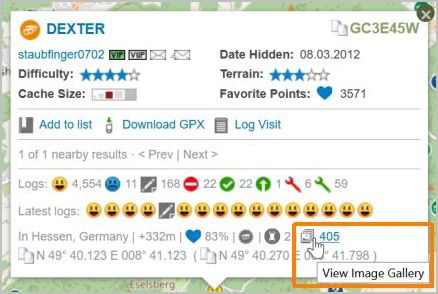 DEXTER GC3E45W
staubfinger0702 VIP VUP Date Hidden: 08.03.2012
Difficulty: Terrain:
Cache Size: Favorite Points: 3571
Add to list Download GPX Log Visit
1 of 1 nearby results · < Prev | Next >
Logs: 4,554 11 168 22 22 1 6 59
Latest logs:
In Hessen, Germany | +332m | 83% | | 2 405
N 49° 40.123 E 008° 41.123 ( N 49° 40.270 E 41.798 )
View Image Gallery
Eselsberg